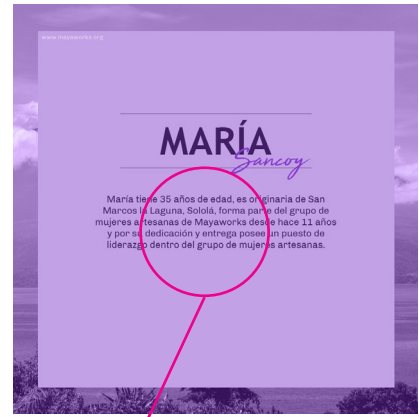 www.mayaworks.org
MARÍA
Sancoy
María tiene 35 años de edad, es originaria de San
Marcos la Laguna, Sololá, forma parte del grupo de
mujeres artesanas de Mayaworks desde hace 11 años
y por su dedicación y entrega posee un puesto de
liderazgo dentro del grupo de mujeres artesanas.